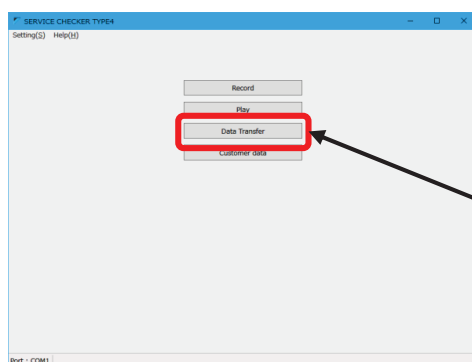 SERVICE CHECKER TYPE4
Setting(S) Help(H)
Record
Play
Data Transfer
Customer data
Port : COM1